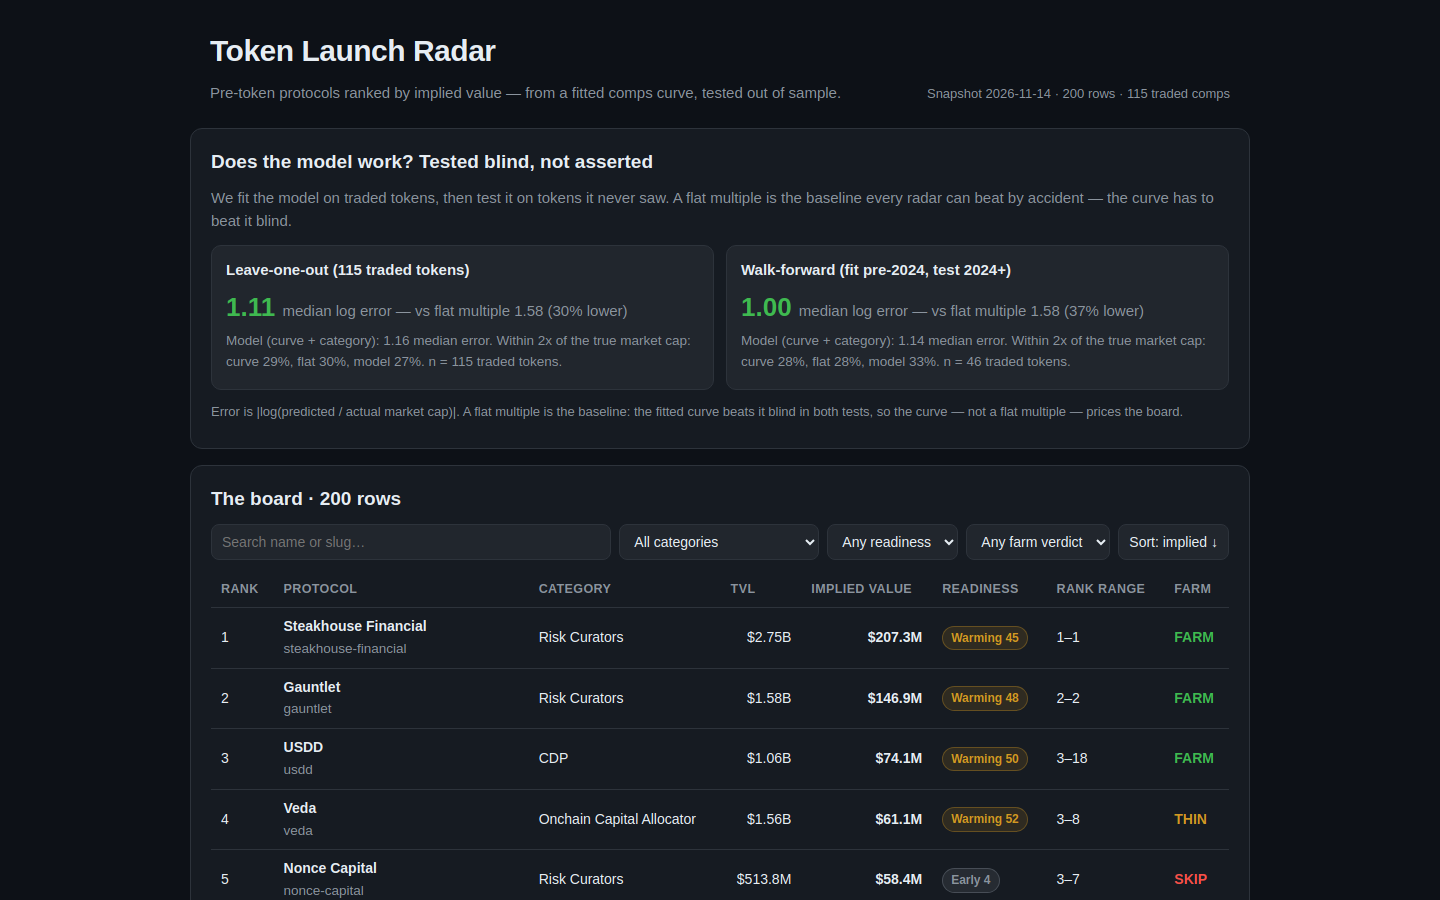 Token Launch Radar
Pre-token protocols ranked by implied value — from a fitted comps curve, tested out of sample.
Snapshot 2026-11-14 · 200 rows · 115 traded comps
Does the model work? Tested blind, not asserted
We fit the model on traded tokens, then test it on tokens it never saw. A flat multiple is the baseline every radar can beat by accident — the curve has to
beat it blind.
Leave-one-out (115 traded tokens)
1.11 median log error — vs flat multiple 1.58 (30% lower)
Model (curve + category): 1.16 median error. Within 2x of the true market cap:
curve 29%, flat 30%, model 27%. n = 115 traded tokens.
Walk-forward (fit pre-2024, test 2024+)
1.00 median log error — vs flat multiple 1.58 (37% lower)
Model (curve + category): 1.14 median error. Within 2x of the true market cap:
curve 28%, flat 28%, model 33%. n = 46 traded tokens.
Error is |log(predicted / actual market cap)|. A flat multiple is the baseline: the fitted curve beats it blind in both tests, so the curve — not a flat multiple — prices the board.
The board · 200 rows
Search name or slug…
All categories
Any readiness
Any farm verdict
Sort: implied ↓
RANK PROTOCOL CATEGORY TVL IMPLIED VALUE READINESS RANK RANGE FARM
1 Steakhouse Financial Risk Curators $2.75B $207.3M Warming 45 1–1 FARM
steakhouse-financial
2 Gauntlet Risk Curators $1.58B $146.9M Warming 48 2–2 FARM
gauntlet
3 USDD CDP $1.06B $74.1M Warming 50 3–18 FARM
usdd
4 Veda Onchain Capital Allocator $1.56B $61.1M Warming 52 3–8 THIN
veda
5 Nonce Capital Risk Curators $513.8M $58.4M Early 4 3–7 SKIP
nonce-capital